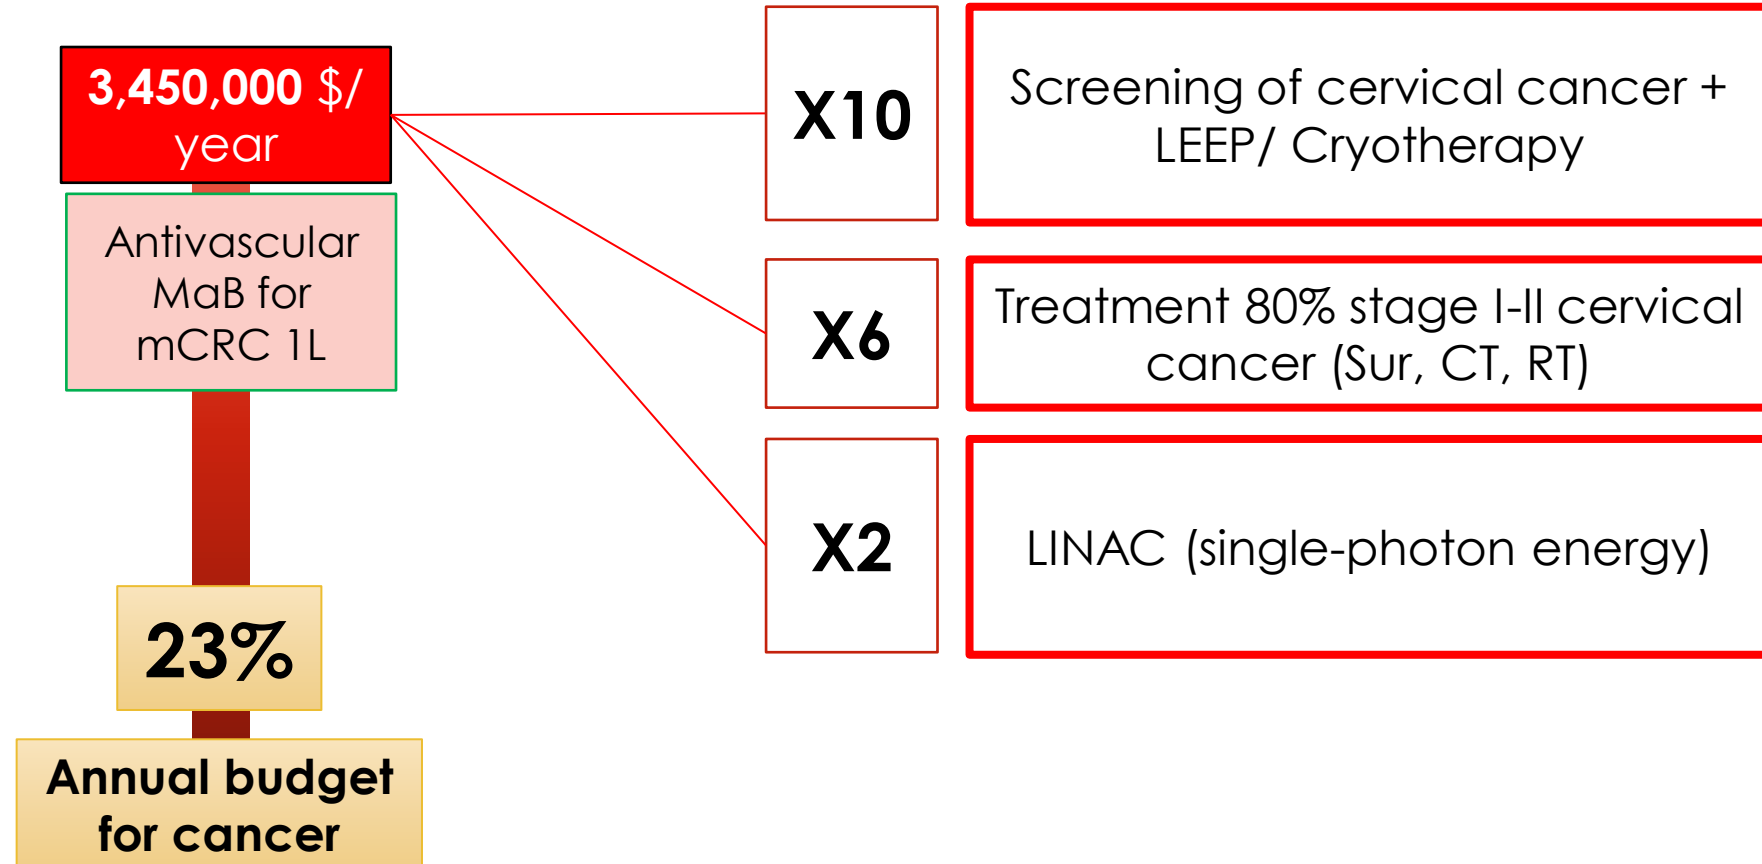 3,450,000 $/
year
Antivascular
MaB for
mCRC 1L
23%
Annual budget
for cancer
X10
Screening of cervical cancer +
LEEP/ Cryotherapy
X6
Treatment 80% stage I-II cervical
cancer (Sur, CT, RT)
X2
LINAC (single-photon energy)